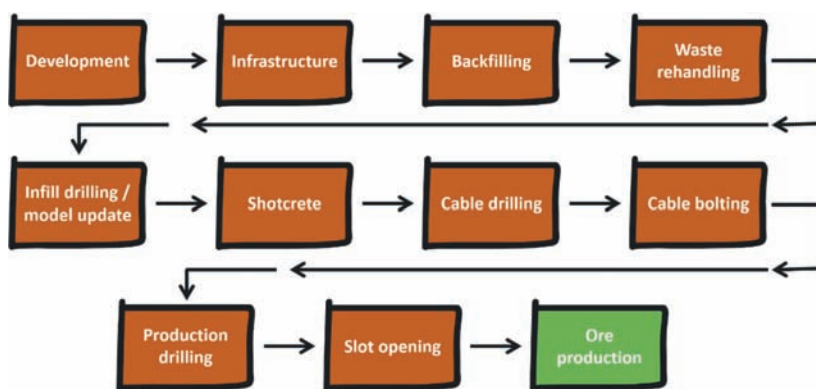 Development
Infrastructure
Backfilling
Waste
rehandling
Infill drilling /
model update
Shotcrete
Cable drilling
Cable bolting
Production
drilling
Slot opening
Ore
production